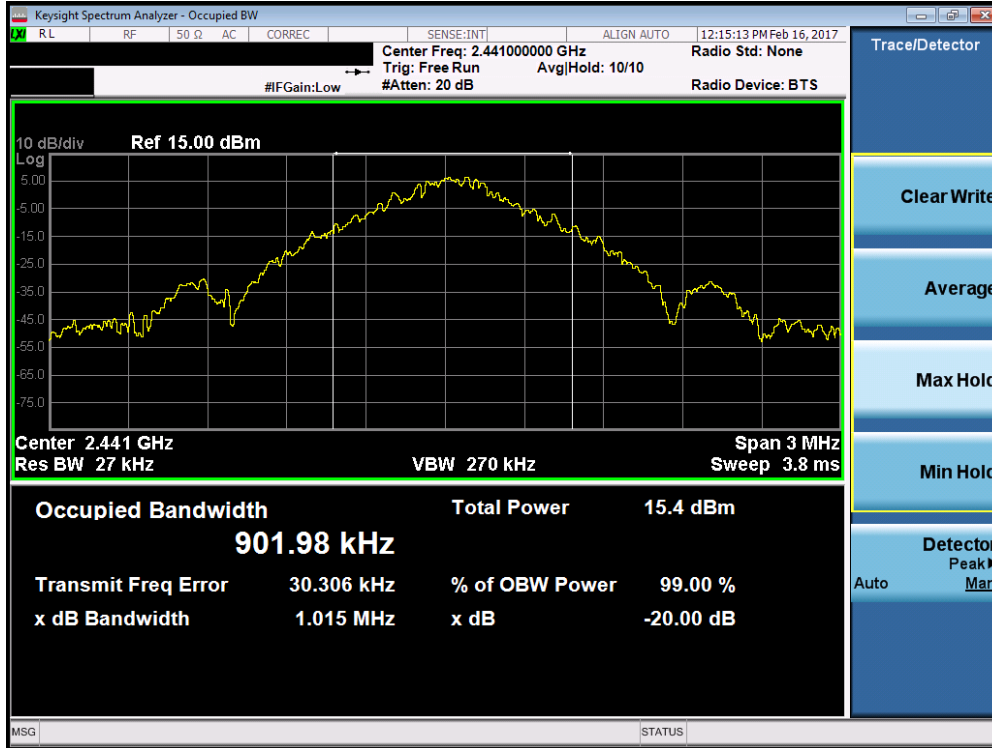 Keysight Spectrum Analyzer - Occupied BW
LXI RL RF 50 Ω AC CORREC SENSE:INT ALIGN AUTO 12:15:13 PM Feb 16, 2017
Center Freq: 2.441000000 GHz Radio Std: None
Trig: Free Run Avg|Hold: 10/10
#IFGain:Low #Atten: 20 dB Radio Device: BTS
10 dB/div Ref 15.00 dBm
Log
5.00
-5.00
-15.0
-25.0
-35.0
-45.0
-55.0
-65.0
-75.0
Center 2.441 GHz Span 3 MHz
Res BW 27 kHz VBW 270 kHz Sweep 3.8 ms
Occupied Bandwidth Total Power 15.4 dBm
901.98 kHz
Transmit Freq Error 30.306 kHz % of OBW Power 99.00 %
x dB Bandwidth 1.015 MHz x dB -20.00 dB
Trace/Detector
Clear Write
Average
Max Hold
Min Hold
Detector
Peak
Auto Man
MSG STATUS